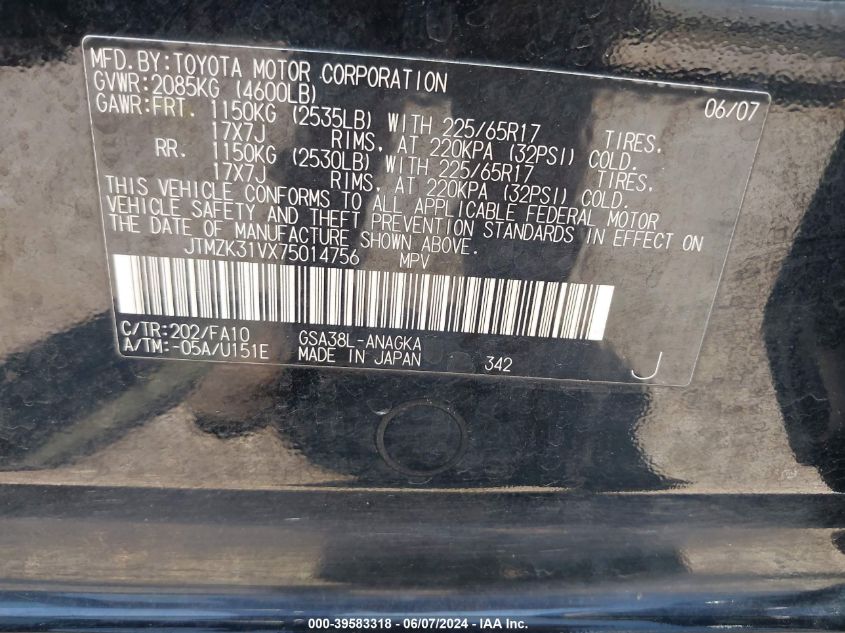 MFD. BY: TOYOTA MOTOR CORPORATION 06/07
GVWR: 2085KG (4600LB)
GAWR: FRT. 1150KG (2535LB) WITH 225/65R17 TIRES,
17X7J RIMS, AT 220KPA (32PSI) COLD.
RR. 1150KG (2530LB) WITH 225/65R17 TIRES,
17X7J RIMS, AT 220KPA (32PSI) COLD.
THIS VEHICLE CONFORMS TO ALL APPLICABLE FEDERAL MOTOR
VEHICLE SAFETY AND THEFT PREVENTION STANDARDS IN EFFECT ON
THE DATE OF MANUFACTURE SHOWN ABOVE.
JTMZK31VX75014756 MPV
C/TR: 202/FA10 GSA38L-ANAGKA
A/TM: -05A/U151E MADE IN JAPAN 342 J
000-39583318 - 06/07/2024 - IAA Inc.